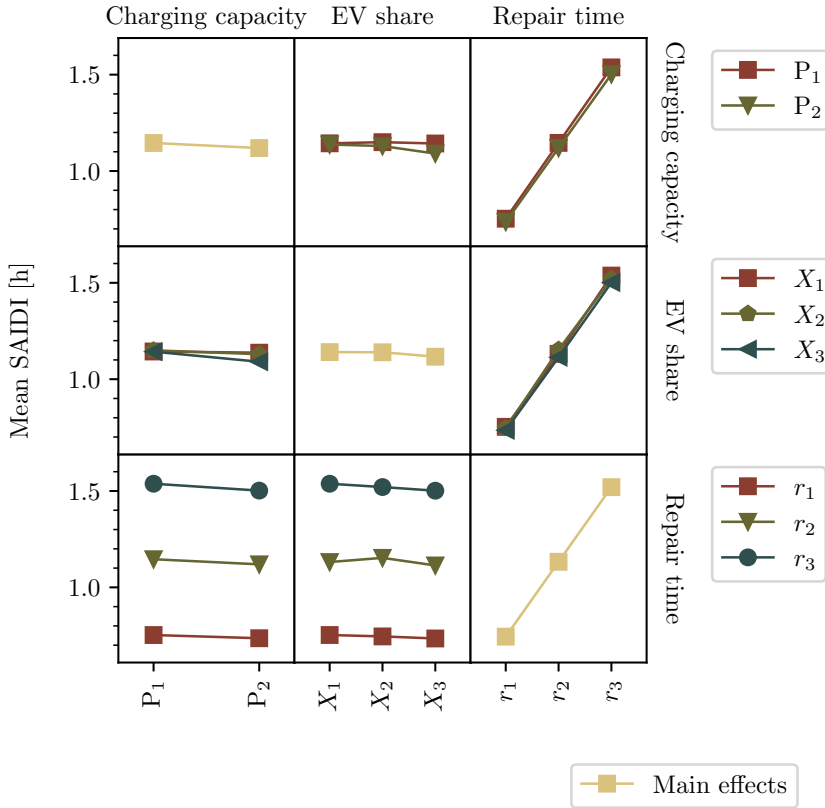 Charging capacity EV share Repair time
Mean SAIDI [h]
1.5
1.0
Charging capacity
P₁
P₂
1.5
1.0
EV share
X₁
X₂
X₃
1.5
1.0
Repair time
r₁
r₂
r₃
P₁ P₂ X₁ X₂ X₃ r₁ r₂ r₃
Main effects